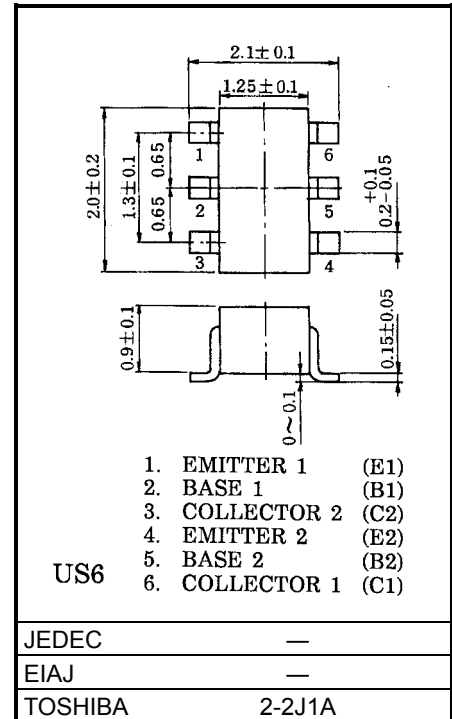 2.1±0.1
1.25±0.1
2.0±0.2
1.3±0.1
0.65
0.65
1
2
3
6
5
4
+0.1
0.2-0.05
0.9±0.1
0.15±0.05
0~0.1
1. EMITTER 1 (E1)
2. BASE 1 (B1)
3. COLLECTOR 2 (C2)
4. EMITTER 2 (E2)
5. BASE 2 (B2)
6. COLLECTOR 1 (C1)
US6
JEDEC —
EIAJ —
TOSHIBA 2-2J1A